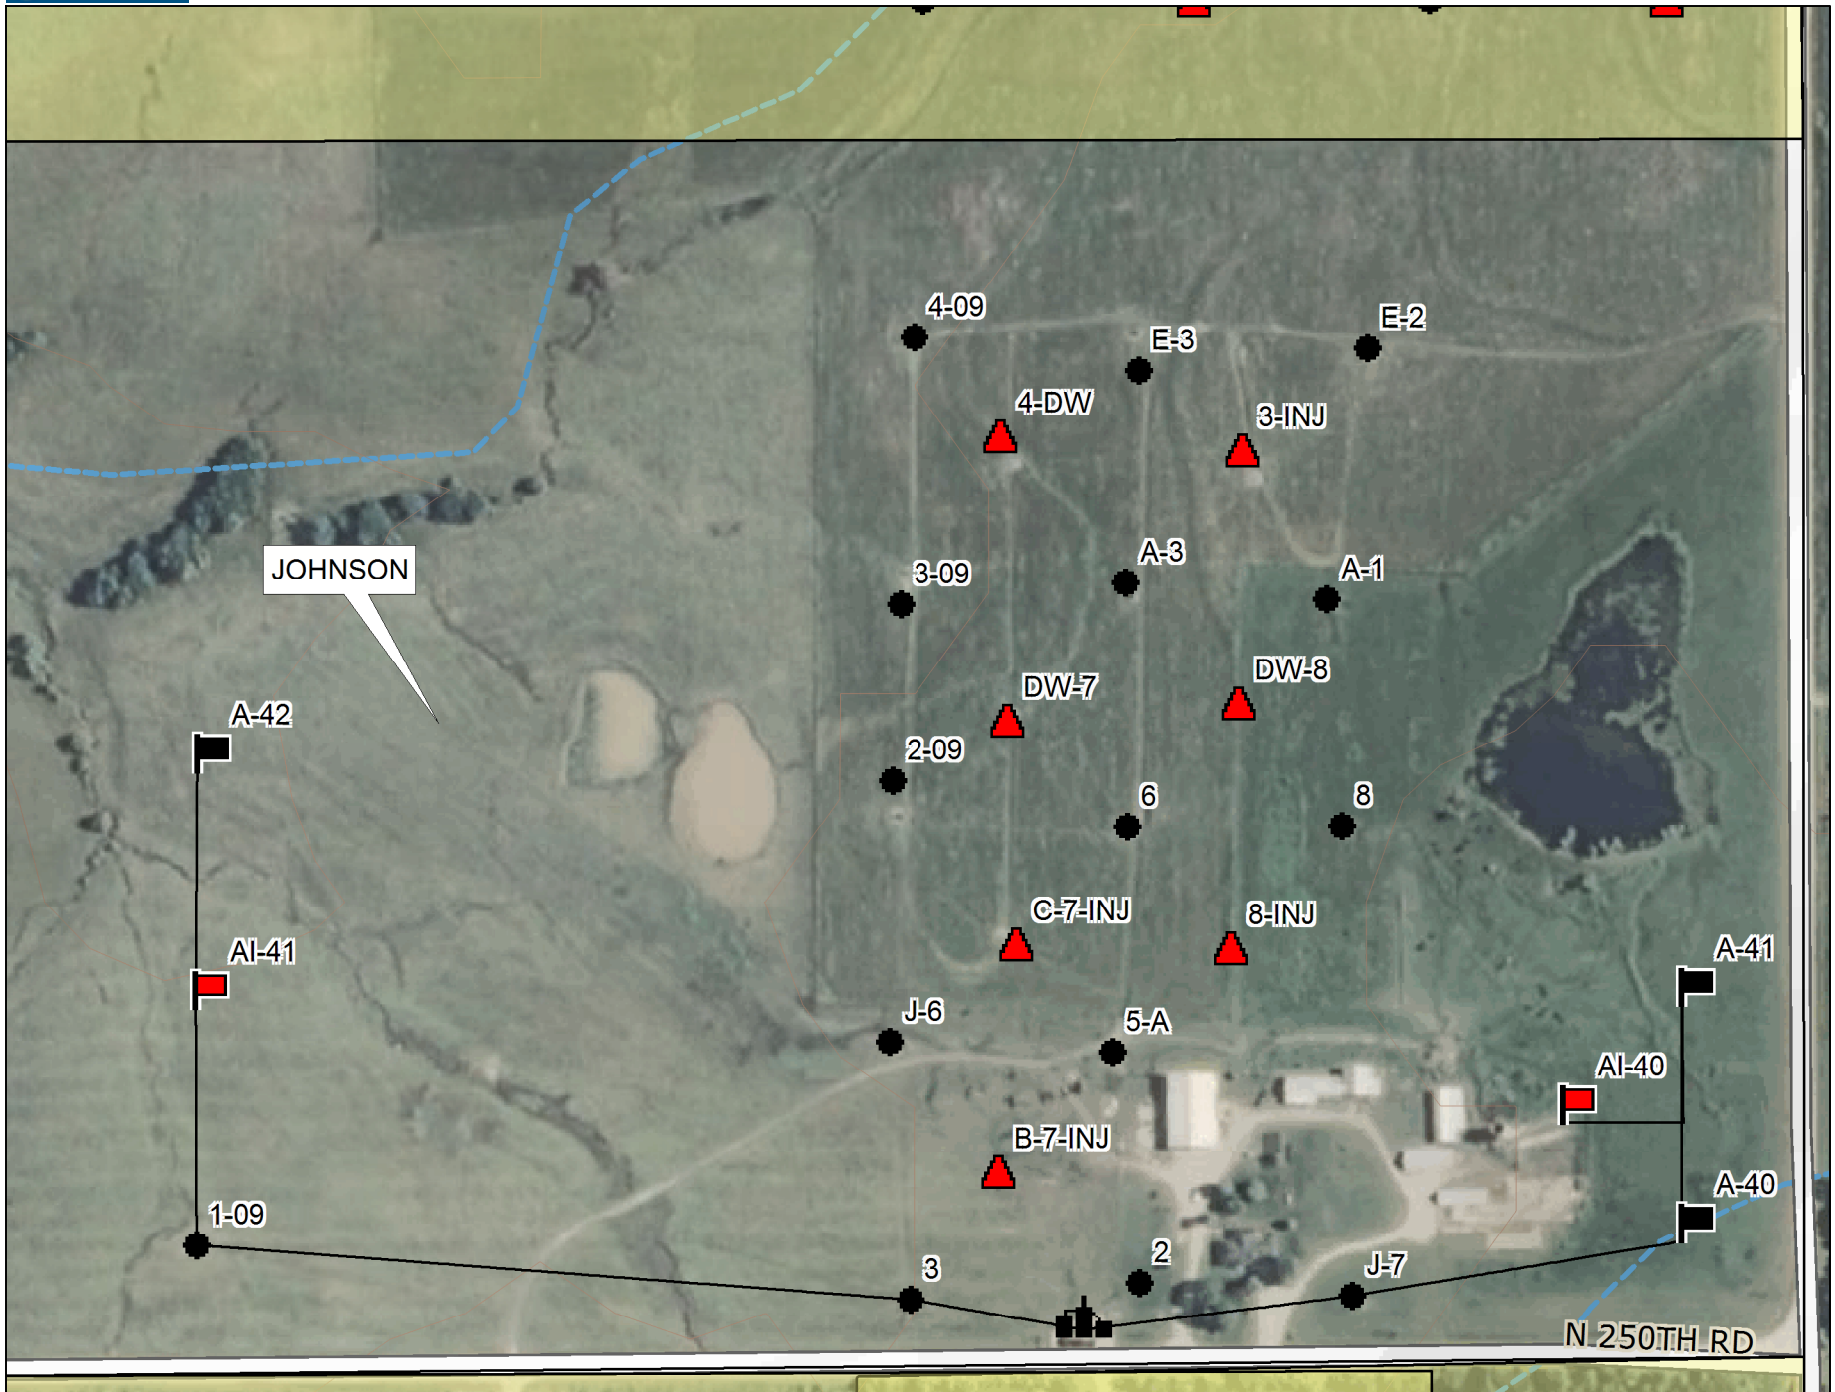 4-09
E-2
E-3
4-DW
3-INJ
A-3
A-1
JOHNSON
3-09
DW-8
DW-7
A-42
2-09
6
8
C-7-INJ
8-INJ
A-41
AI-41
J-6
5-A
AI-40
B-7-INJ
A-40
1-09
2
3
J-7
N 250TH RD